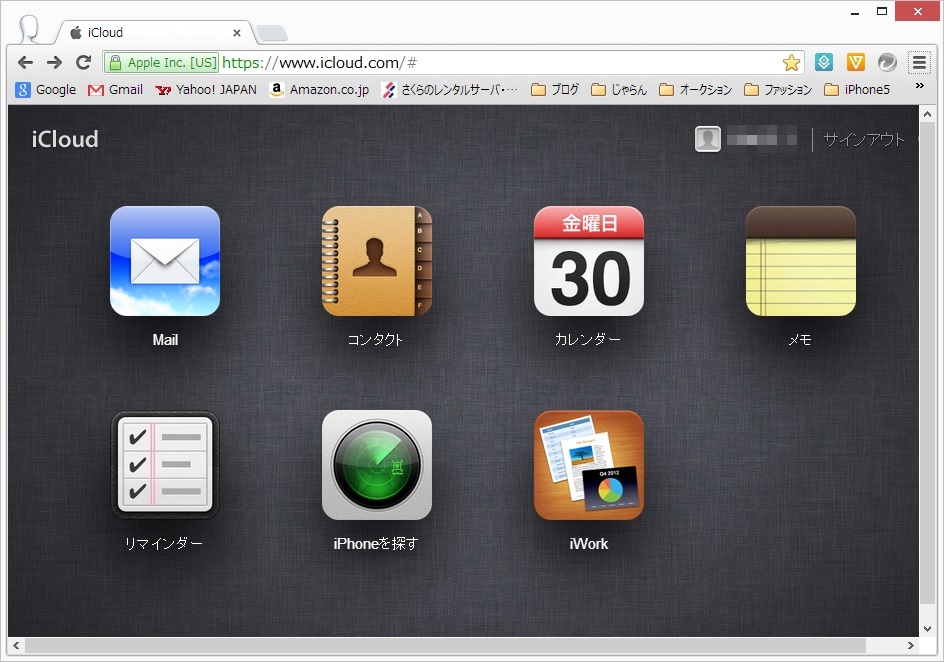 iCloud
Apple Inc. [US] https://www.icloud.com/#
Google Gmail Yahoo! JAPAN Amazon.co.jp さくらのレンタルサーバ・… ブログ じゃらん オークション ファッション iPhone5 »
iCloud サインアウト
金曜日
30
A
B
C
D
E
F
Mail コンタクト カレンダー メモ
Q4 2012
リマインダー iPhoneを探す iWork